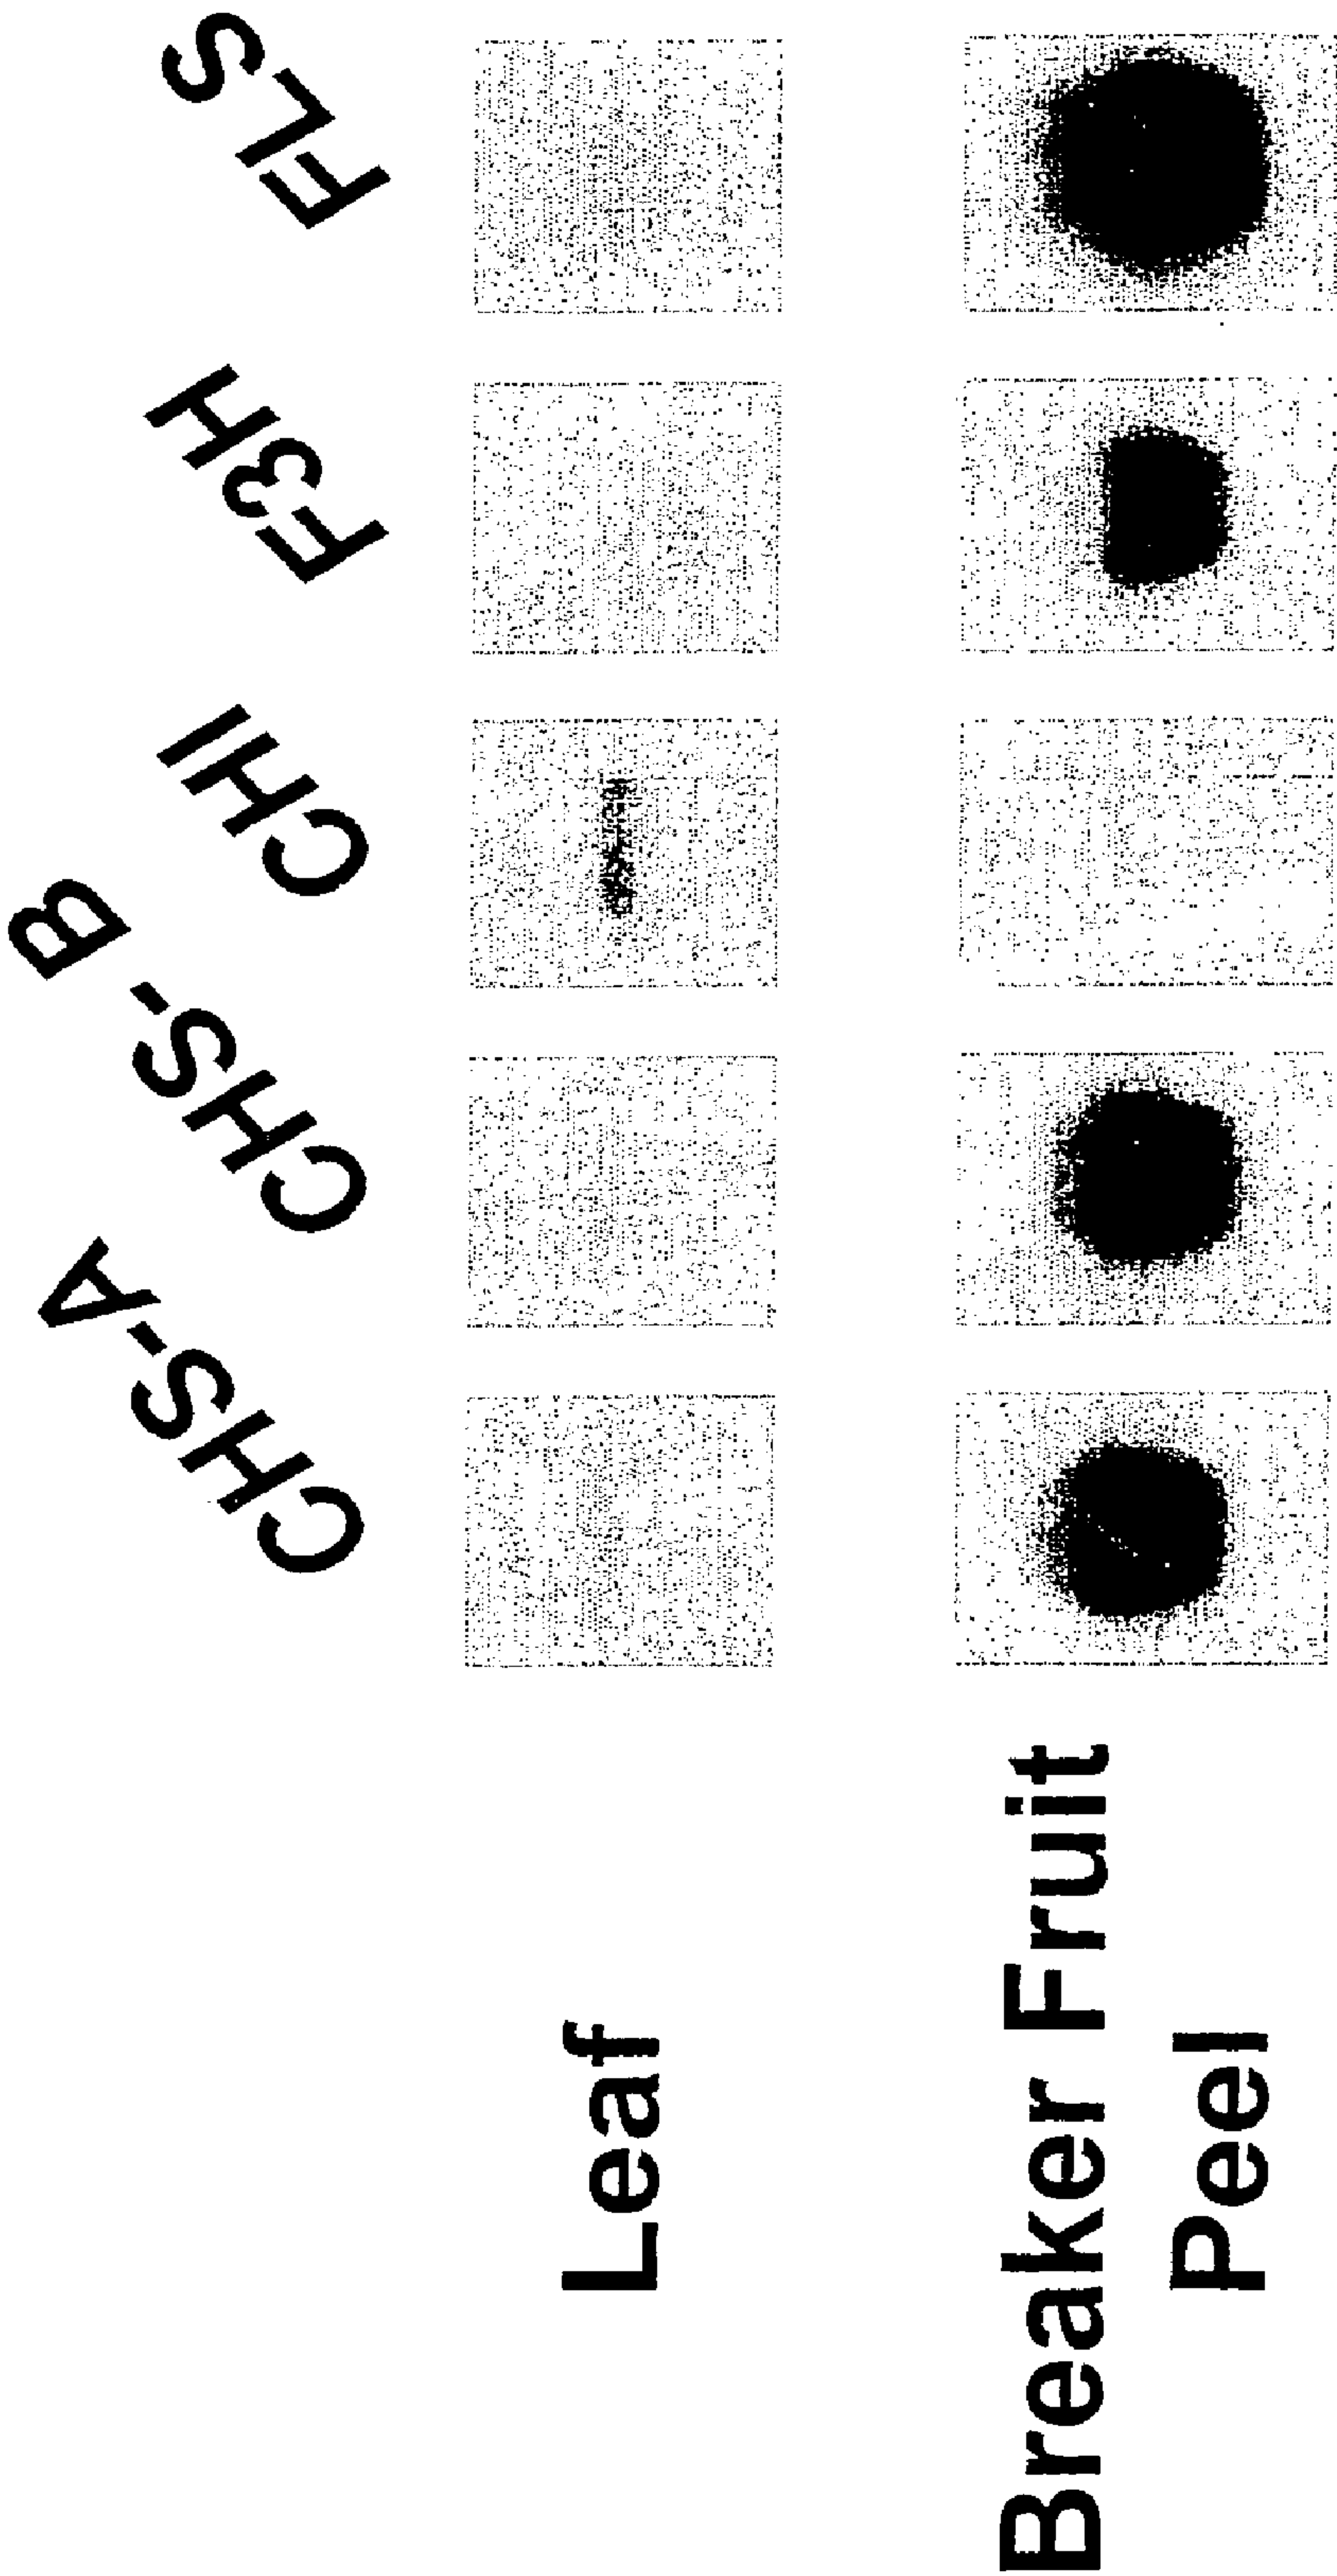 CHS-A
CHS- B
CHI
F3H
FLS
Leaf
Breaker Fruit
Peel